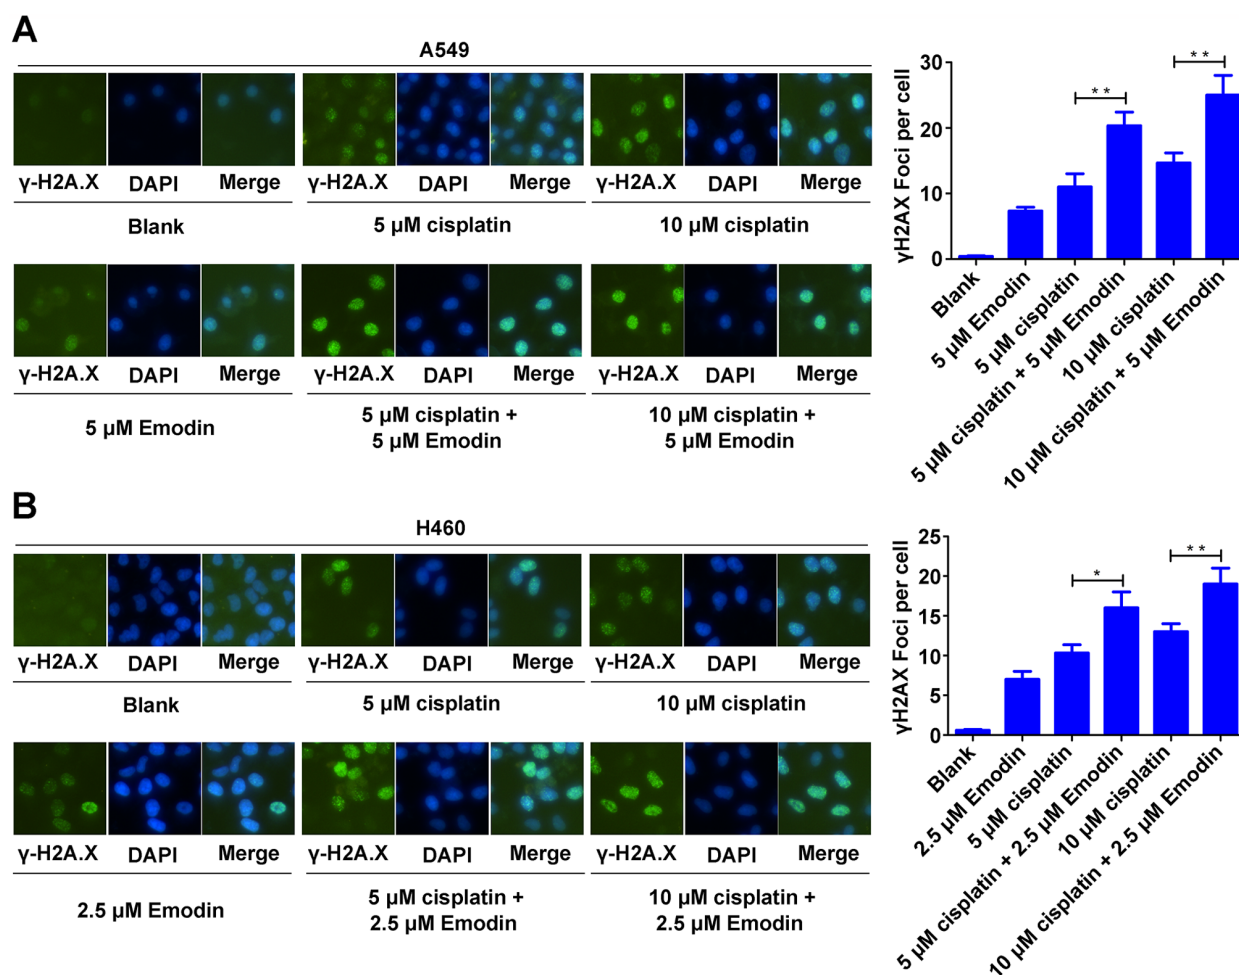 A
A549
γ-H2A.X DAPI Merge γ-H2A.X DAPI Merge γ-H2A.X DAPI Merge
Blank 5 μM cisplatin 10 μM cisplatin
γ-H2A.X DAPI Merge γ-H2A.X DAPI Merge γ-H2A.X DAPI Merge
5 μM Emodin 5 μM cisplatin + 10 μM cisplatin +
5 μM Emodin 5 μM Emodin
γH2AX Foci per cell
30
20
10
0
* *
* *
Blank
5 μM Emodin
5 μM cisplatin
5 μM cisplatin + 5 μM Emodin
10 μM cisplatin
10 μM cisplatin + 5 μM Emodin
B
H460
γ-H2A.X DAPI Merge γ-H2A.X DAPI Merge γ-H2A.X DAPI Merge
Blank 5 μM cisplatin 10 μM cisplatin
γ-H2A.X DAPI Merge γ-H2A.X DAPI Merge γ-H2A.X DAPI Merge
2.5 μM Emodin 5 μM cisplatin + 10 μM cisplatin +
2.5 μM Emodin 2.5 μM Emodin
γH2AX Foci per cell
25
20
15
10
5
0
*
* *
Blank
2.5 μM Emodin
5 μM cisplatin
5 μM cisplatin + 2.5 μM Emodin
10 μM cisplatin
10 μM cisplatin + 2.5 μM Emodin